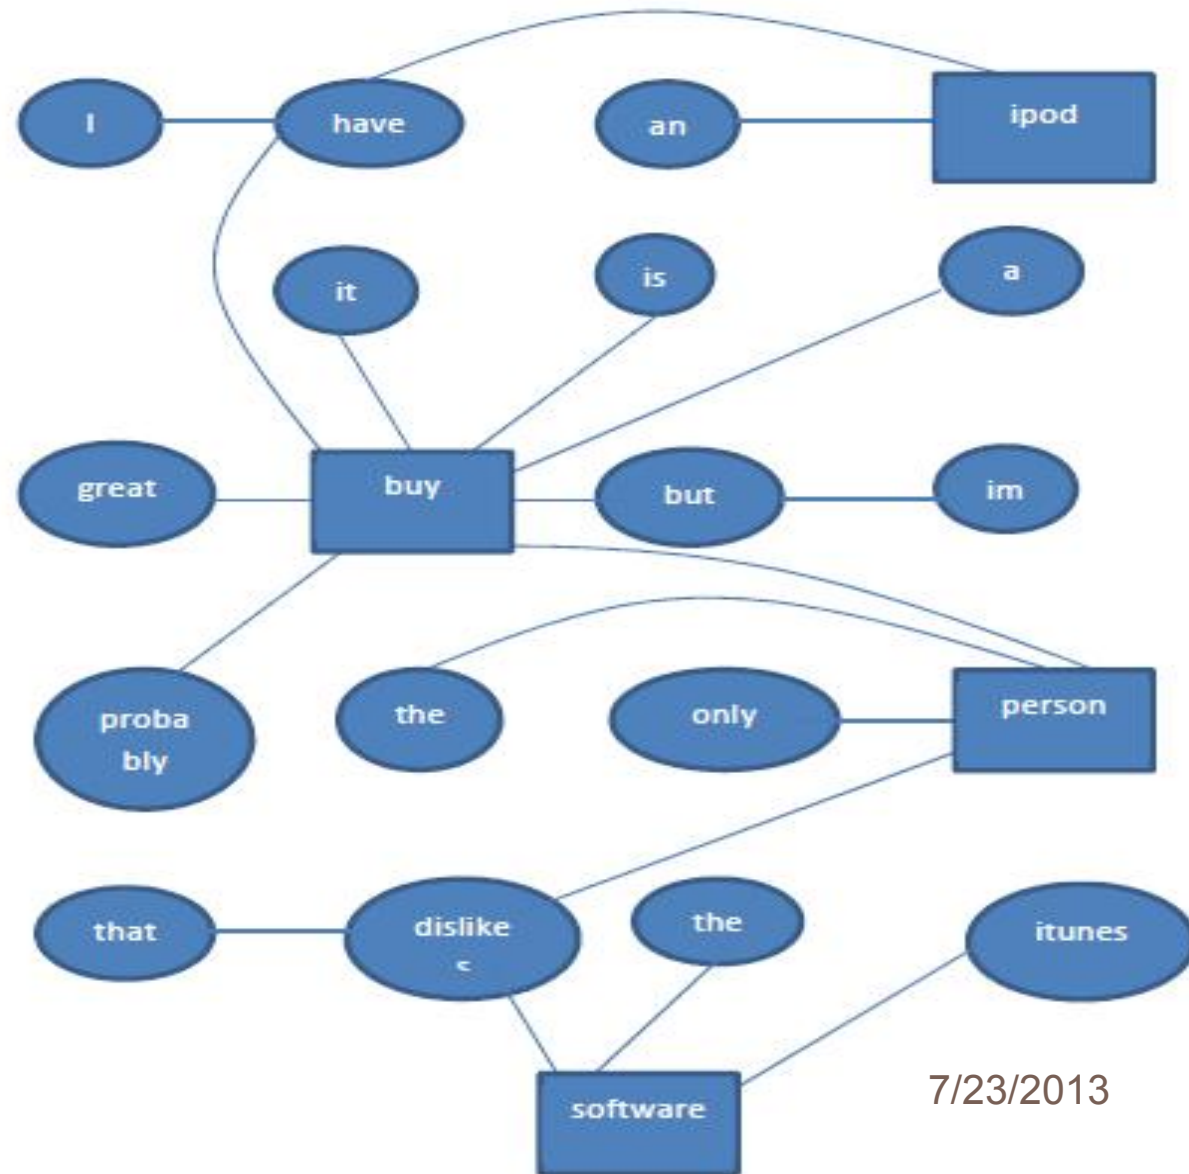 I
have
an
ipod
it
is
a
great
buy
but
im
proba
bly
the
only
person
that
dislike
the
itunes
software
7/23/2013